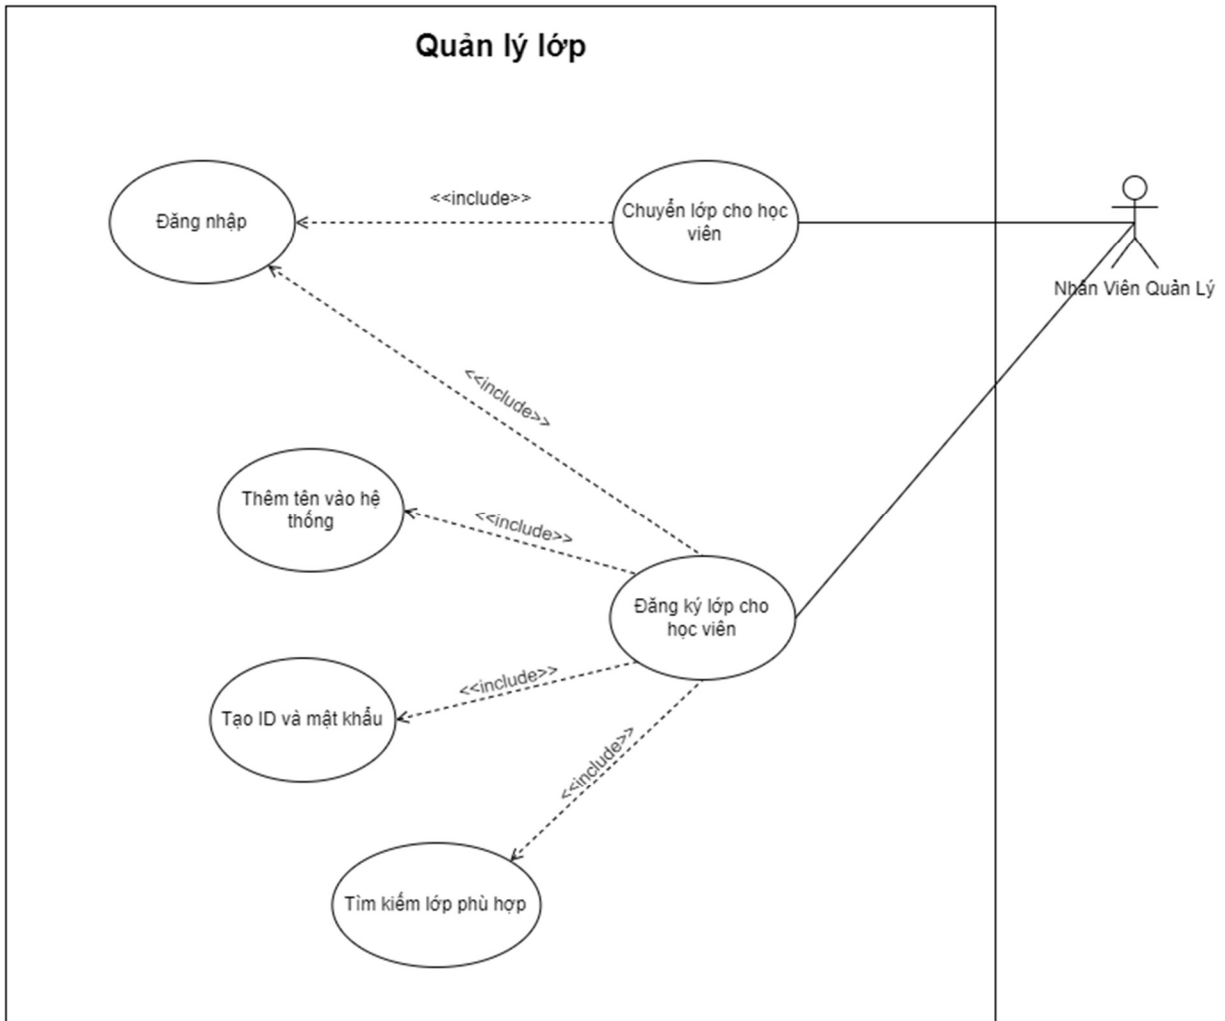 Quản lý lớp
Đăng nhập
<<include>>
Chuyển lớp cho học
viên
Nhân Viên Quản Lý
<<include>>
Thêm tên vào hệ
thống
<<include>>
Đăng ký lớp cho
học viên
Tạo ID và mật khẩu
<<include>>
<<include>>
Tìm kiếm lớp phù hợp